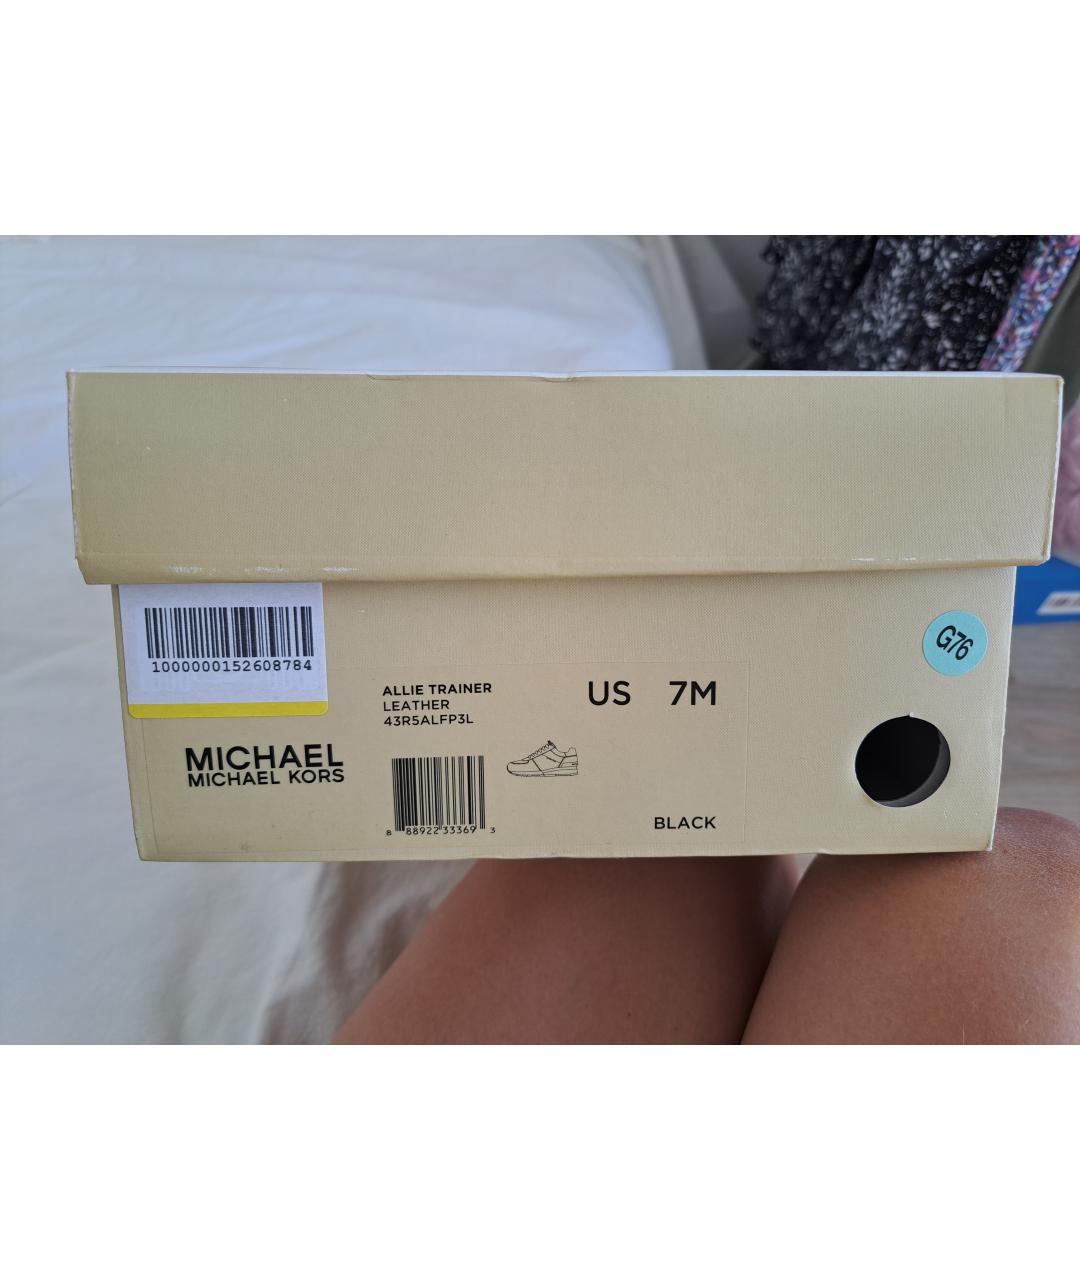 1000000152608784
G76
ALLIE TRAINER
LEATHER
43R5ALFP3L
US 7M
MICHAEL
MICHAEL KORS
8 88922 33369 3
BLACK